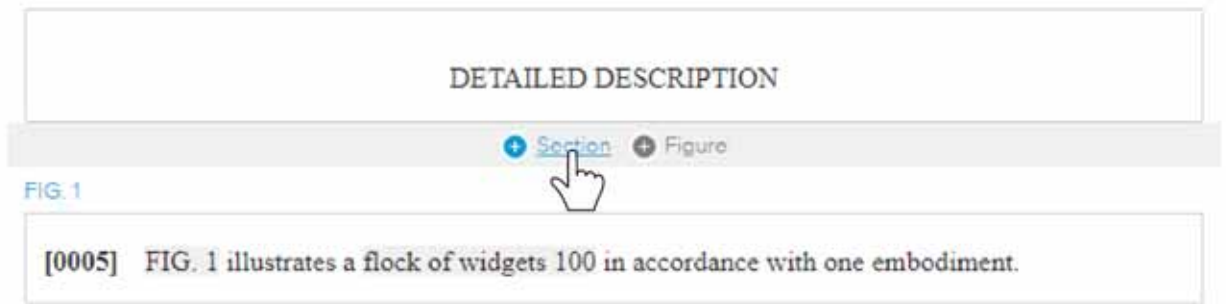 DETAILED DESCRIPTION
Section Figure
FIG. 1
[0005] FIG. 1 illustrates a flock of widgets 100 in accordance with one embodiment.